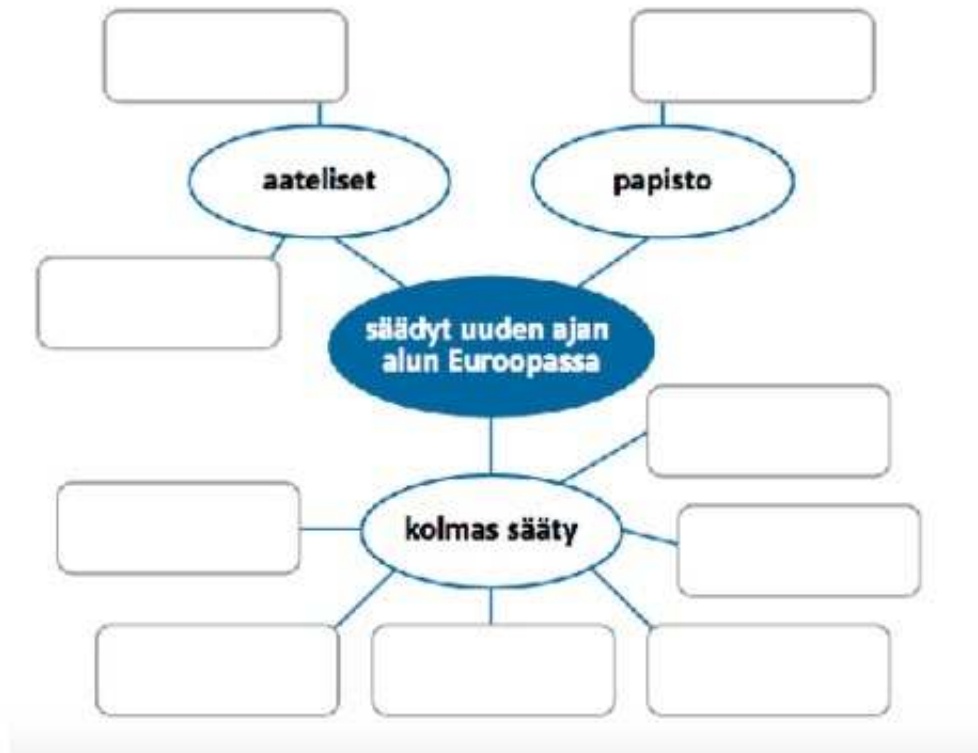 aateliset
papisto
säädyt uuden ajan
alun Euroopassa
kolmas sääty